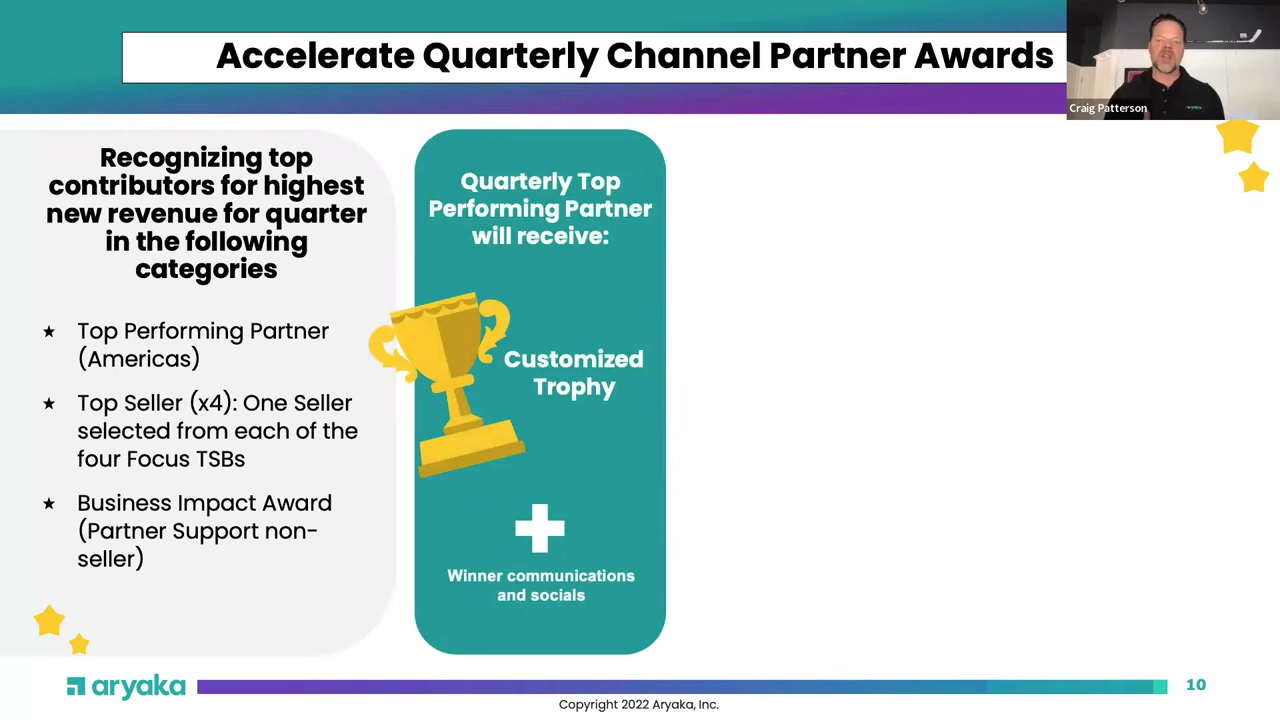 Accelerate Quarterly Channel Partner Awards
Craig Patterson
aryaka
Recognizing top
contributors for highest
new revenue for quarter
in the following
categories
★ Top Performing Partner
(Americas)
★ Top Seller (x4): One Seller
selected from each of the
four Focus TSBs
★ Business Impact Award
(Partner Support non-
seller)
Quarterly Top
Performing Partner
will receive:
Customized
Trophy
Winner communications
and socials
aryaka
10
Copyright 2022 Aryaka, Inc.